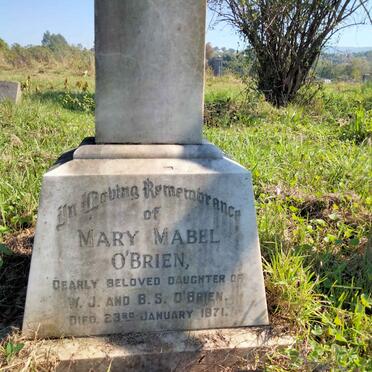 In Loving Remembrance
of
MARY MABEL
O'BRIEN,
DEARLY BELOVED DAUGHTER OF
W. J. AND B. S. O'BRIEN.
DIED 23RD JANUARY 1871.